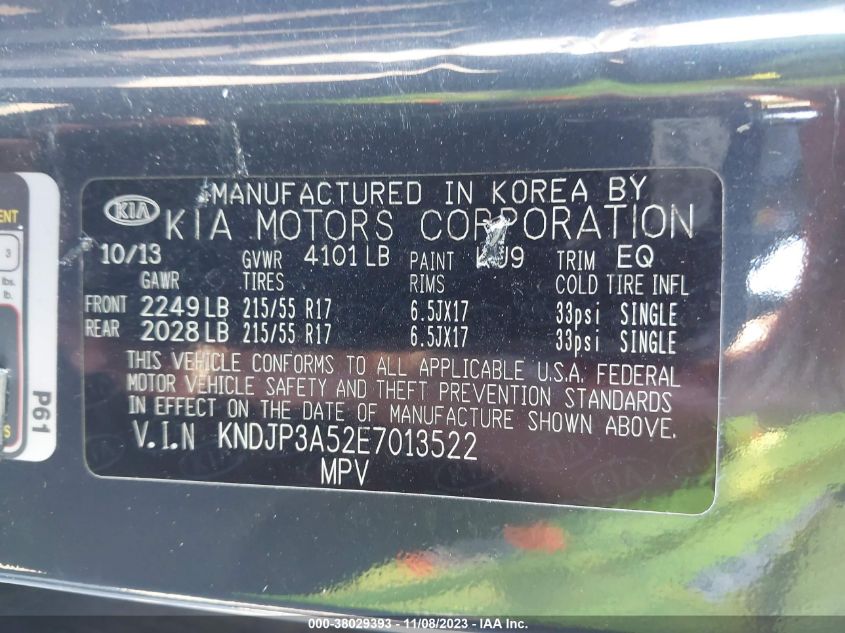 MANUFACTURED IN KOREA BY
KIA
KIA MOTORS CORPORATION
10/13 GVWR 4101 LB PAINT TRIM EQ
GAWR TIRES RIMS COLD TIRE INFL
FRONT 2249 LB 215/55 R17 6.5JX17 33psi SINGLE
REAR 2028 LB 215/55 R17 6.5JX17 33psi SINGLE
THIS VEHICLE CONFORMS TO ALL APPLICABLE U.S.A. FEDERAL
MOTOR VEHICLE SAFETY AND THEFT PREVENTION STANDARDS
IN EFFECT ON THE DATE OF MANUFACTURE SHOWN ABOVE.
V.I.N KNDJP3A52E7013522
MPV
3
lbs.
lb.
P61
000-38029393 - 11/08/2023 - IAA Inc.